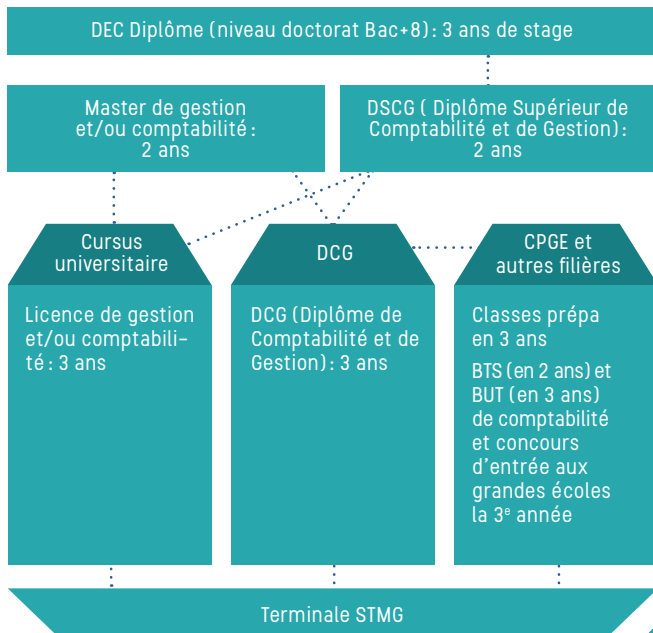 DEC Diplôme (niveau doctorat Bac+8) : 3 ans de stage
Master de gestion
et/ou comptabilité :
2 ans
DSCG ( Diplôme Supérieur de
Comptabilité et de Gestion) :
2 ans
Cursus
universitaire
DCG
CPGE et
autres filières
Licence de gestion
et/ou comptabili-
té : 3 ans
DCG (Diplôme de
Comptabilité et de
Gestion) : 3 ans
Classes prépa
en 3 ans
BTS (en 2 ans) et
BUT (en 3 ans)
de comptabilité
et concours
d'entrée aux
grandes écoles
la 3e année
Terminale STMG